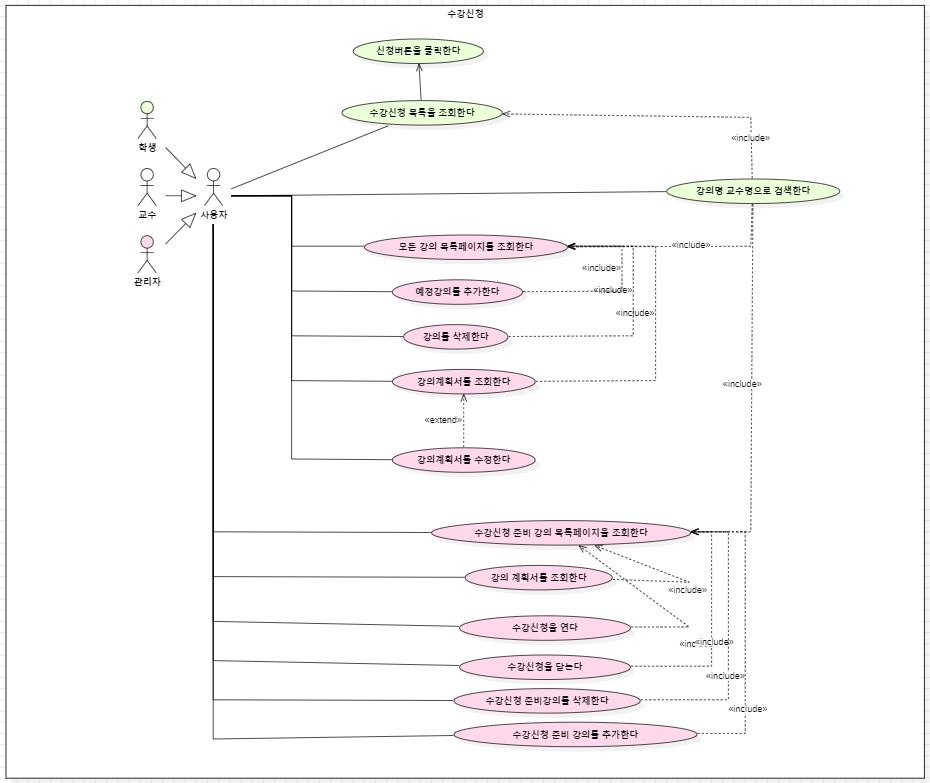 수강신청
신청버튼을 클릭한다
수강신청 목록을 조회한다
«include»
학생
강의명 교수명으로 검색한다
교수
사용자
모든 강의 목록페이지를 조회한다
«include»
«include»
관리자
예정강의를 추가한다
«include»
«include»
강의를 삭제한다
강의계획서를 조회한다
«include»
«extend»
강의계획서를 수정한다
수강신청 준비 강의 목록페이지을 조회한다
강의 계획서를 조회한다
«include»
수강신청을 연다
«inc
«include»
수강신청을 닫는다
«include»
수강신청 준비강의를 삭제한다
«include»
수강신청 준비 강의를 추가한다